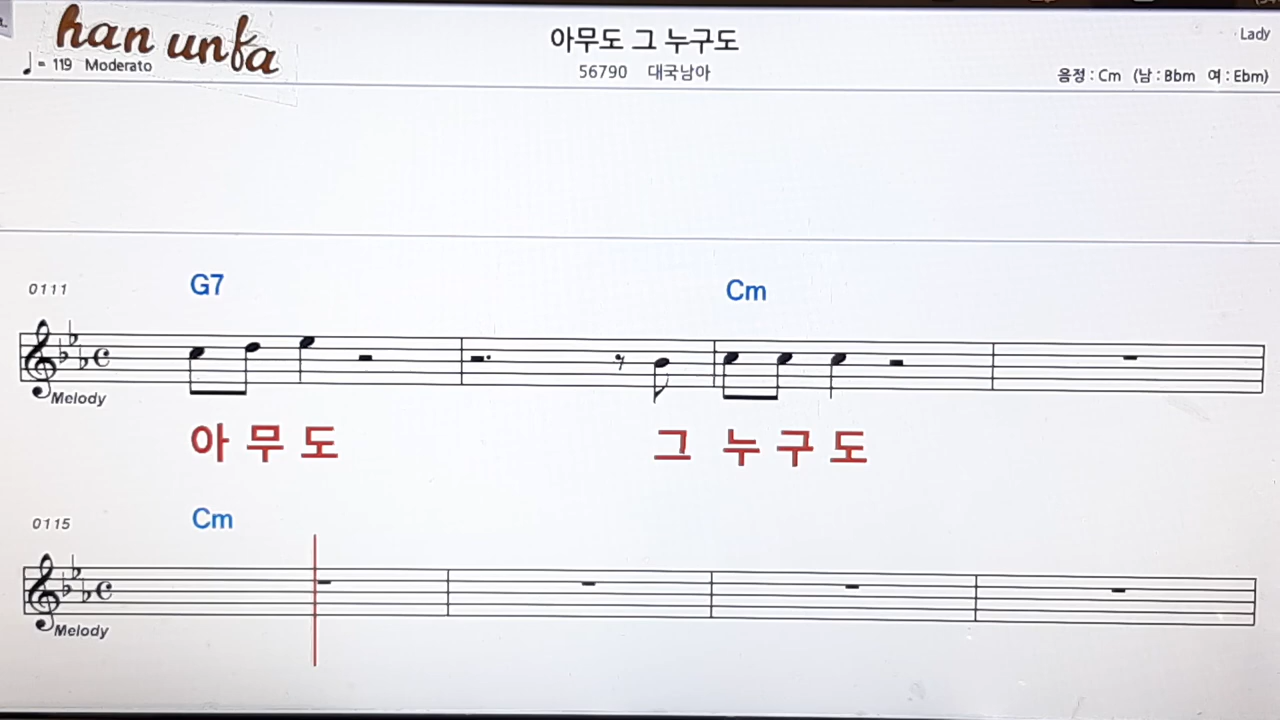 han unfa
♩= 119 Moderato
아무도 그 누구도
56790 대국남아
Lady
음정 : Cm (남 : Bbm 여 : Ebm)
0111
G7
Cm
Melody
아 무 도 그 누 구 도
0115
Cm
Melody